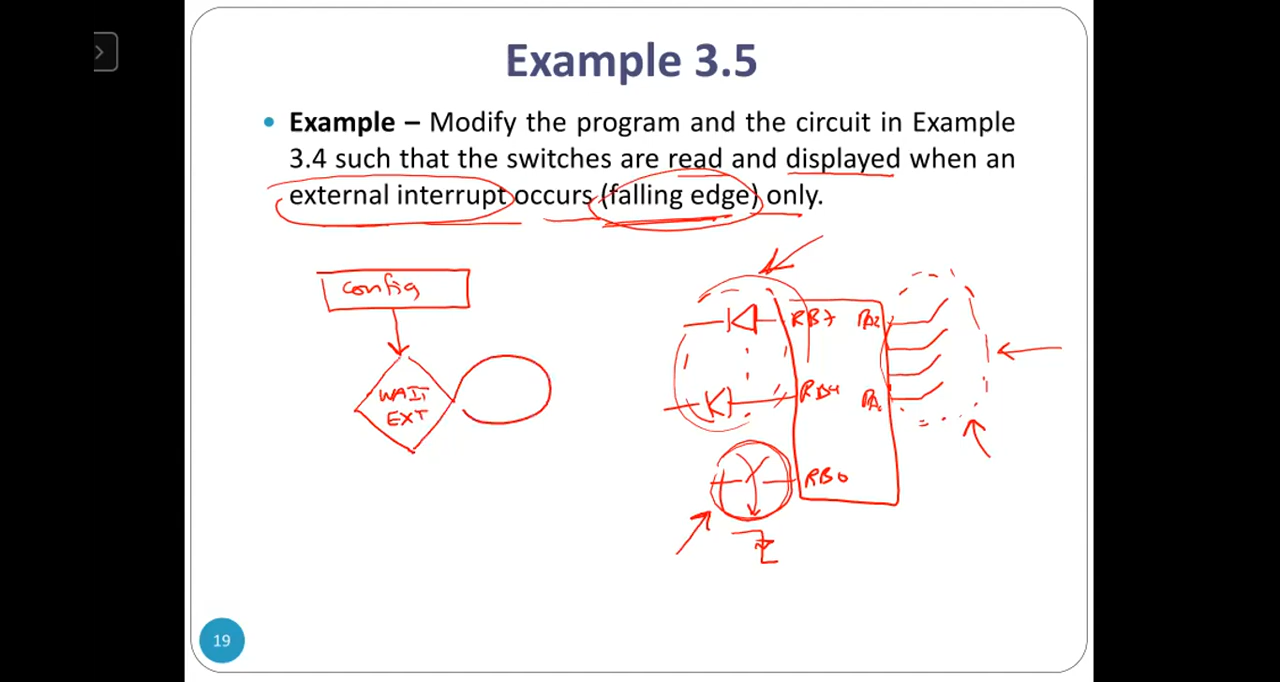 Example 3.5
• Example – Modify the program and the circuit in Example
3.4 such that the switches are read and displayed when an
external interrupt occurs (falling edge) only.
config
WAIT
EXT
RB7
RB4
RB0
19